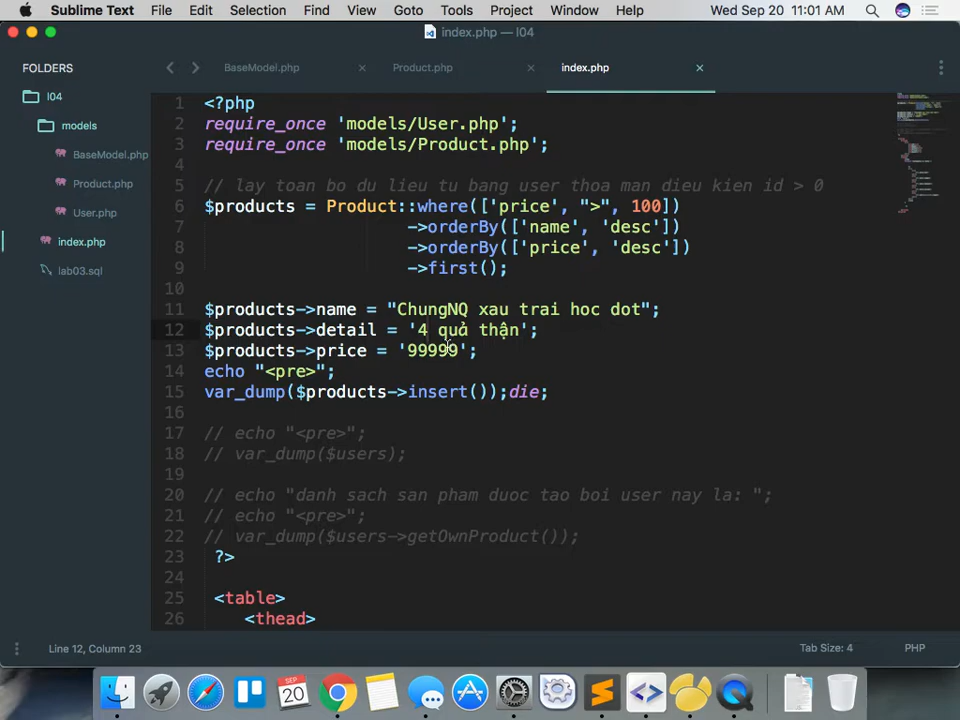 Sublime Text File Edit Selection Find View Goto Tools Project Window Help Wed Sep 20 11:01 AM
index.php — l04
FOLDERS
l04
models
BaseModel.php
Product.php
User.php
index.php
lab03.sql
BaseModel.php × Product.php × index.php ×
1 <?php
2 require_once 'models/User.php';
3 require_once 'models/Product.php';
4
5 // lay toan bo du lieu tu bang user thoa man dieu kien id > 0
6 $products = Product::where(['price', ">", 100])
7 ->orderBy(['name', 'desc'])
8 ->orderBy(['price', 'desc'])
9 ->first();
10
11 $products->name = "ChungNQ xau trai hoc dot";
12 $products->detail = '4 quả thận';
13 $products->price = '99999';
14 echo "<pre>";
15 var_dump($products->insert());die;
16
17 // echo "<pre>";
18 // var_dump($users);
19
20 // echo "danh sach san pham duoc tao boi user nay la: ";
21 // echo "<pre>";
22 // var_dump($users->getOwnProduct());
23 ?>
24
25 <table>
26 <thead>
Line 12, Column 23 Tab Size: 4 PHP
SEP
20